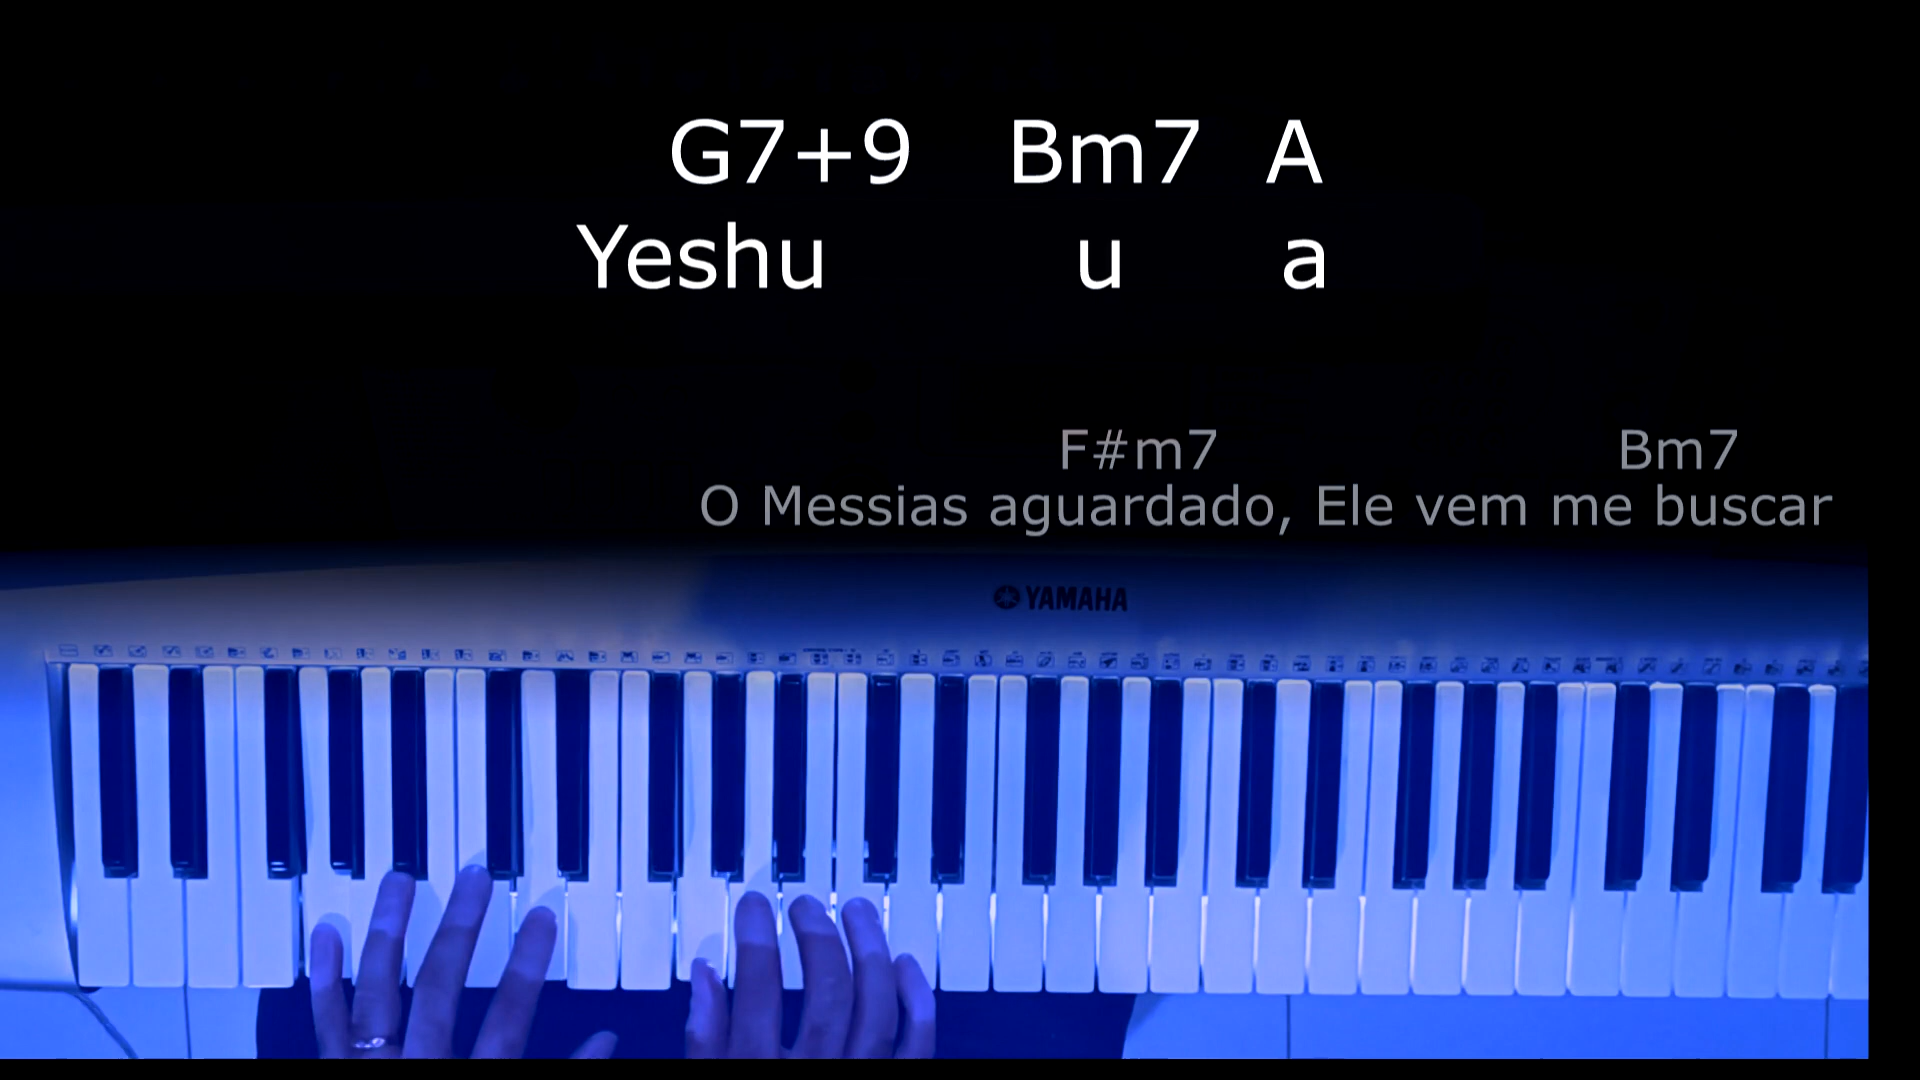 G7+9 Bm7 A
Yeshu u a
F#m7 Bm7
O Messias aguardado, Ele vem me buscar
YAMAHA